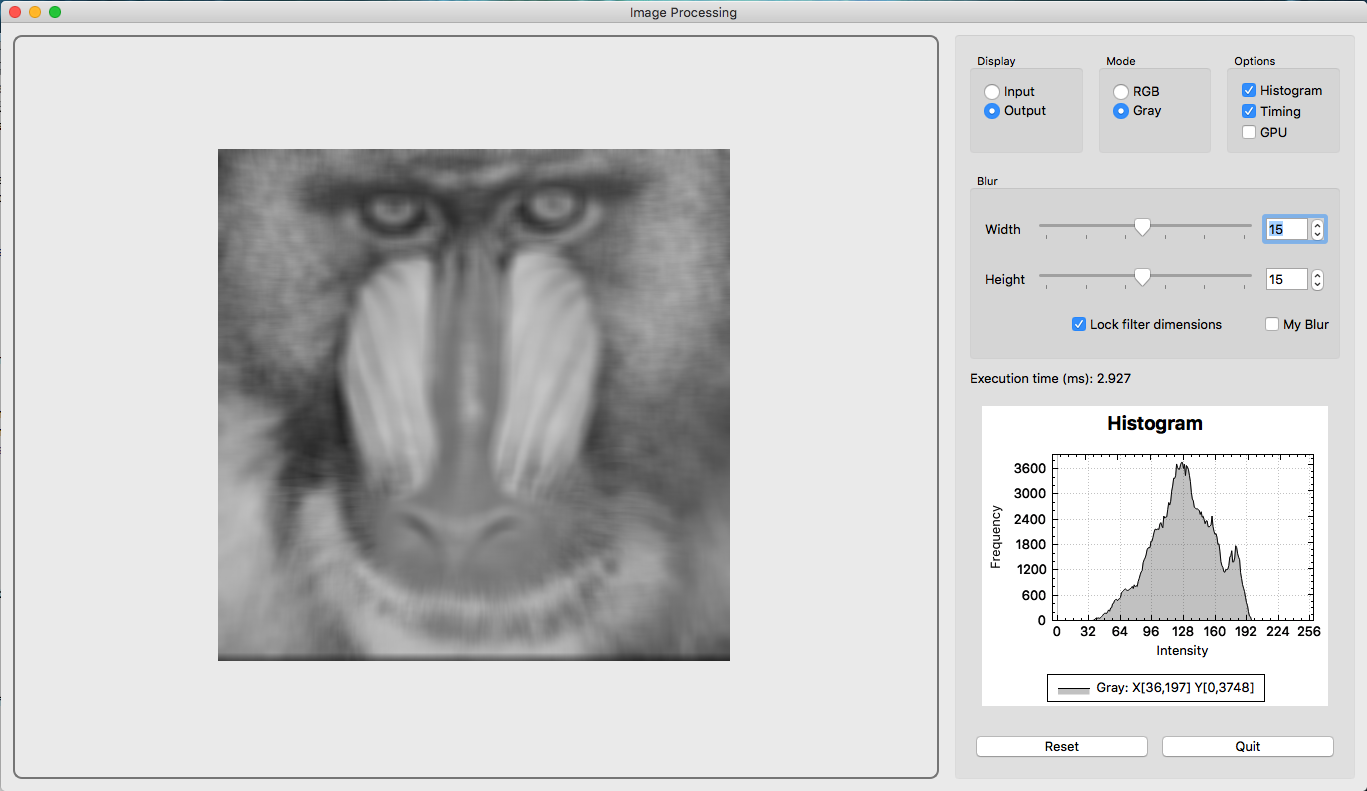 Image Processing
Display
Mode
Options
Input
RGB
Histogram
Output
Gray
Timing
GPU
Blur
Width
15
Height
15
Lock filter dimensions
My Blur
Execution time (ms): 2.927
Histogram
3600
3000
2400
1800
1200
600
0
Frequency
0 32 64 96 128 160 192 224 256
Intensity
Gray: X[36,197] Y[0,3748]
Reset
Quit